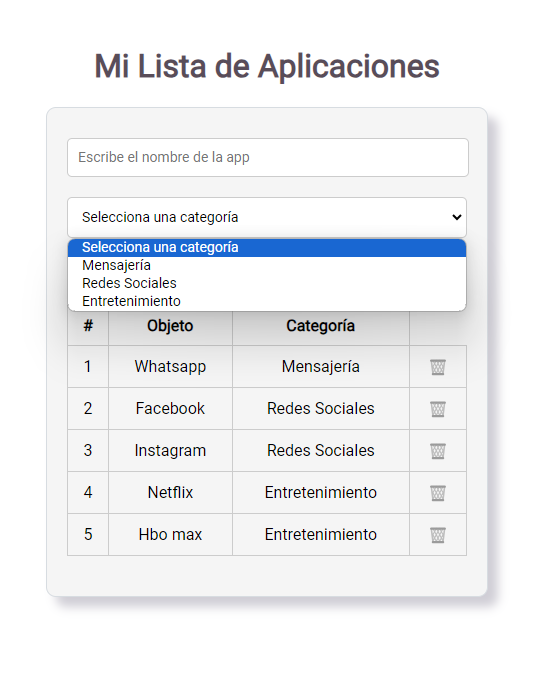 Mi Lista de Aplicaciones
Escribe el nombre de la app
Selecciona una categoría
Selecciona una categoría
Mensajería
Redes Sociales
Entretenimiento
# Objeto Categoría
1 Whatsapp Mensajería
2 Facebook Redes Sociales
3 Instagram Redes Sociales
4 Netflix Entretenimiento
5 Hbo max Entretenimiento